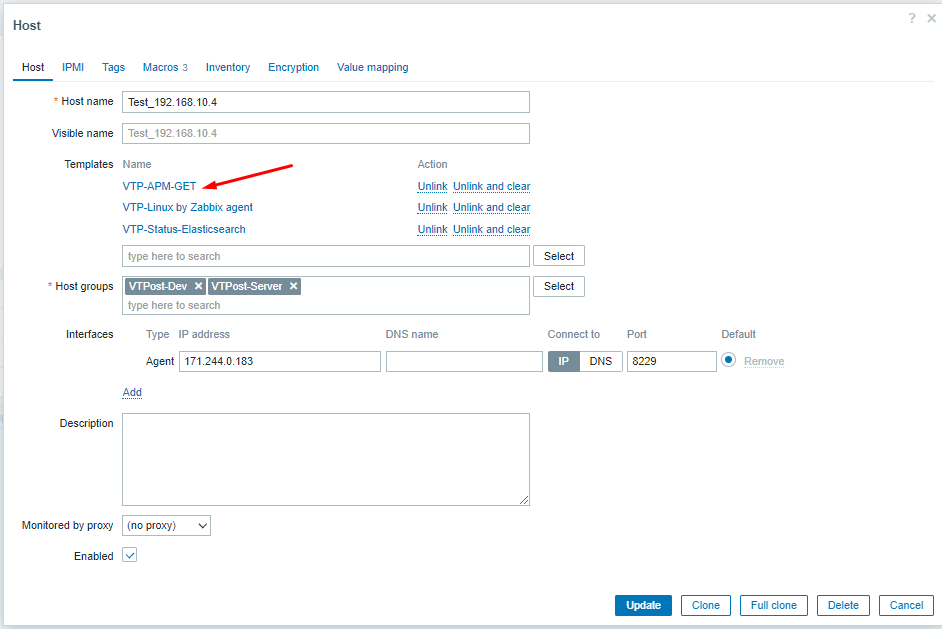 Host
? ×
Host IPMI Tags Macros 3 Inventory Encryption Value mapping
* Host name Test_192.168.10.4
Visible name Test_192.168.10.4
Templates Name Action
VTP-APM-GET Unlink Unlink and clear
VTP-Linux by Zabbix agent Unlink Unlink and clear
VTP-Status-Elasticsearch Unlink Unlink and clear
type here to search Select
* Host groups VTPost-Dev × VTPost-Server × Select
type here to search
Interfaces Type IP address DNS name Connect to Port Default
Agent 171.244.0.183 IP DNS 8229 Remove
Add
Description
Monitored by proxy (no proxy)
Enabled
Update Clone Full clone Delete Cancel